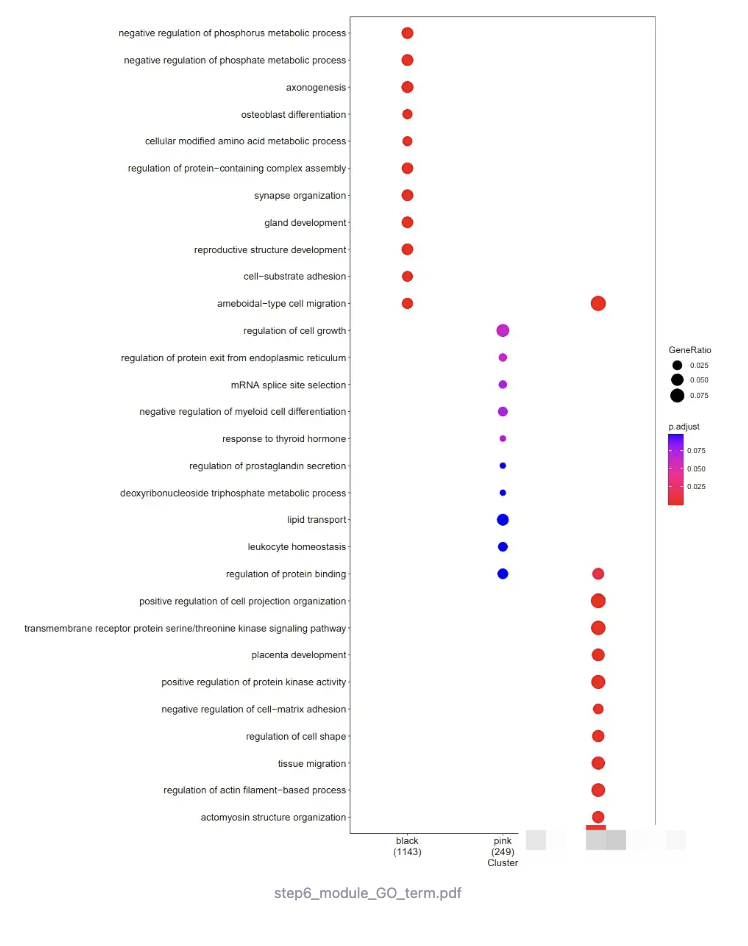 negative regulation of phosphorus metabolic process
negative regulation of phosphate metabolic process
axonogenesis
osteoblast differentiation
cellular modified amino acid metabolic process
regulation of protein−containing complex assembly
synapse organization
gland development
reproductive structure development
cell−substrate adhesion
ameboidal−type cell migration
regulation of cell growth
regulation of protein exit from endoplasmic reticulum
mRNA splice site selection
negative regulation of myeloid cell differentiation
response to thyroid hormone
regulation of prostaglandin secretion
deoxyribonucleoside triphosphate metabolic process
lipid transport
leukocyte homeostasis
regulation of protein binding
positive regulation of cell projection organization
transmembrane receptor protein serine/threonine kinase signaling pathway
placenta development
positive regulation of protein kinase activity
negative regulation of cell−matrix adhesion
regulation of cell shape
tissue migration
regulation of actin filament−based process
actomyosin structure organization
GeneRatio
0.025
0.050
0.075
p.adjust
0.075
0.050
0.025
black
(1143)
pink
(249)
Cluster
step6_module_GO_term.pdf